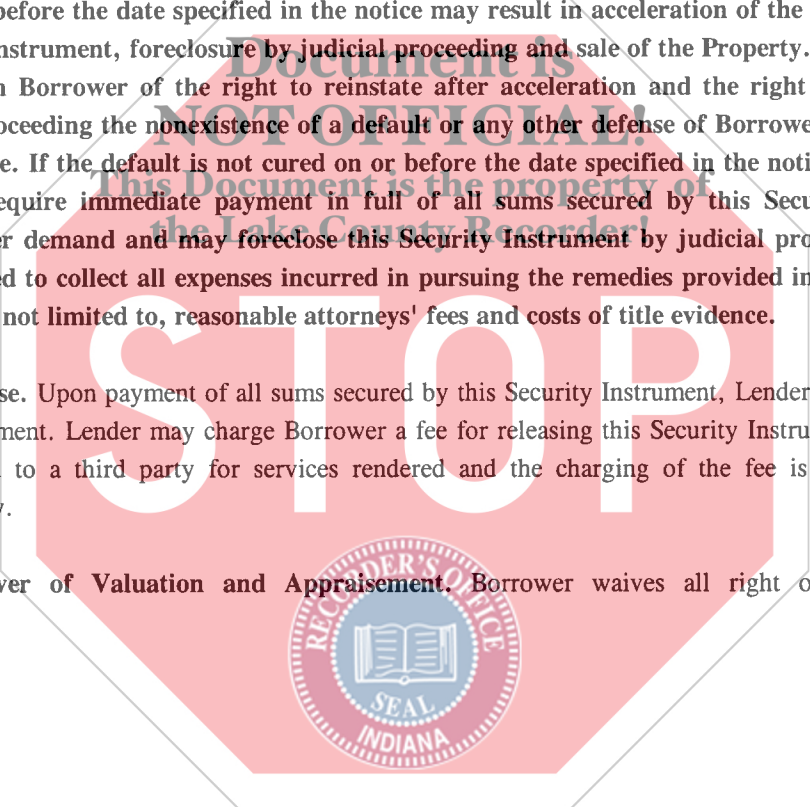 before the date specified in the notice may result in acceleration of the
nstrument, foreclosure by judicial proceeding and sale of the Property.
Document is
n Borrower of the right to reinstate after acceleration and the right
NOT OFFICIAL!
oceeding the nonexistence of a default or any other defense of Borrowe
e. If the default is not cured on or before the date specified in the noti
This Document is the property of
equire immediate payment in full of all sums secured by this Secu
the Lake County Recorder!
er demand and may foreclose this Security Instrument by judicial pro
ed to collect all expenses incurred in pursuing the remedies provided in
not limited to, reasonable attorneys' fees and costs of title evidence.
STOP
se. Upon payment of all sums secured by this Security Instrument, Lender
ment. Lender may charge Borrower a fee for releasing this Security Instru
to a third party for services rendered and the charging of the fee is
y.
ver of Valuation and Appraisement. Borrower waives all right o
RECORDER'S OFFICE
SEAL
INDIANA